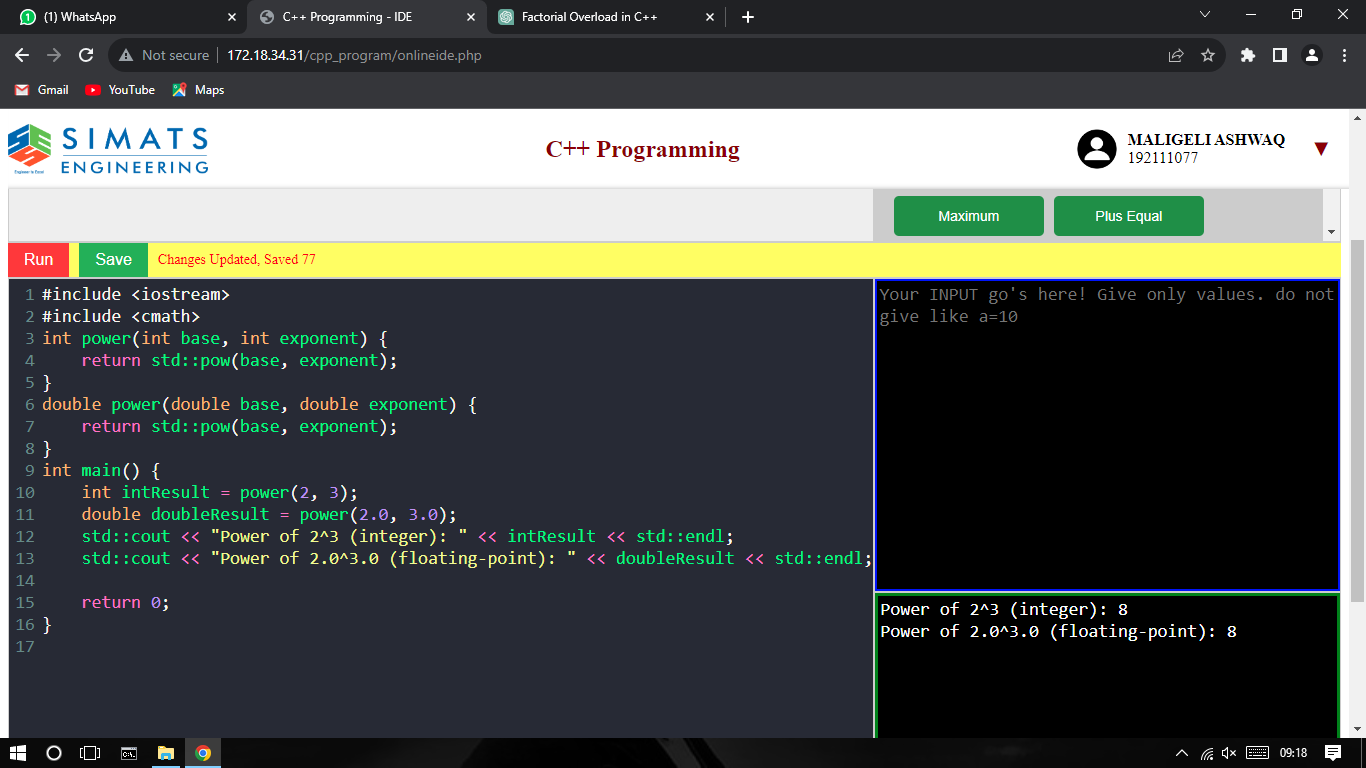 (1) WhatsApp
C++ Programming - IDE
Factorial Overload in C++
Not secure
172.18.34.31/cpp_program/onlineide.php
Gmail
YouTube
Maps
SIMATS
ENGINEERING
Engineer to Excel
C++ Programming
MALIGELI ASHWAQ
192111077
Maximum
Plus Equal
Run
Save
Changes Updated, Saved 77
1 #include <iostream>
2 #include <cmath>
3 int power(int base, int exponent) {
4     return std::pow(base, exponent);
5 }
6 double power(double base, double exponent) {
7     return std::pow(base, exponent);
8 }
9 int main() {
10     int intResult = power(2, 3);
11     double doubleResult = power(2.0, 3.0);
12     std::cout << "Power of 2^3 (integer): " << intResult << std::endl;
13     std::cout << "Power of 2.0^3.0 (floating-point): " << doubleResult << std::endl;
14
15     return 0;
16 }
17
Your INPUT go's here! Give only values. do not
give like a=10
Power of 2^3 (integer): 8
Power of 2.0^3.0 (floating-point): 8
09:18